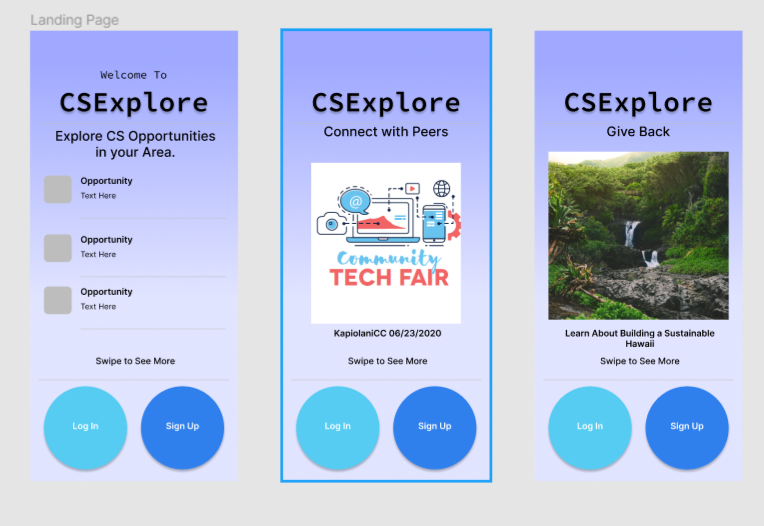 Landing Page
Welcome To
CSExplore
Explore CS Opportunities
in your Area.
Opportunity
Text Here
Opportunity
Text Here
Opportunity
Text Here
Swipe to See More
Log In
Sign Up
CSExplore
Connect with Peers
@
Community
TECH FAIR
KapiolaniCC 06/23/2020
Swipe to See More
Log In
Sign Up
CSExplore
Give Back
Learn About Building a Sustainable
Hawaii
Swipe to See More
Log In
Sign Up